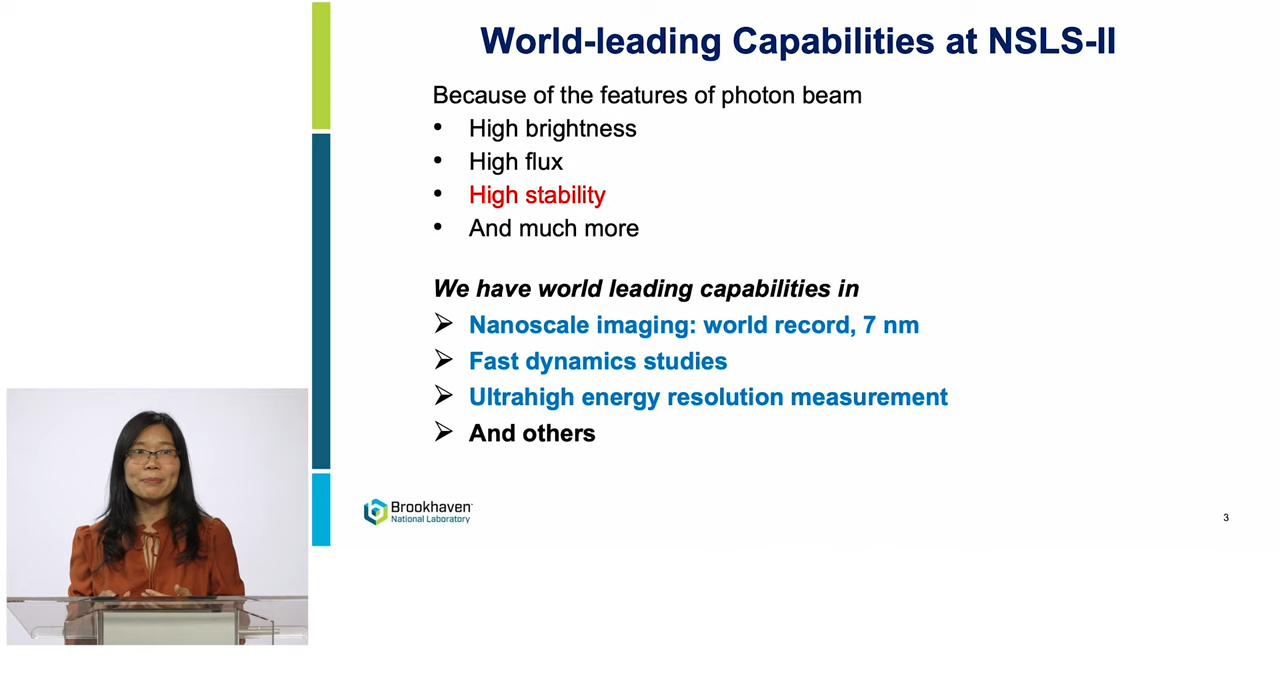 World-leading Capabilities at NSLS-II
Because of the features of photon beam
• High brightness
• High flux
• High stability
• And much more
We have world leading capabilities in
➢ Nanoscale imaging: world record, 7 nm
➢ Fast dynamics studies
➢ Ultrahigh energy resolution measurement
➢ And others
Brookhaven
National Laboratory
3